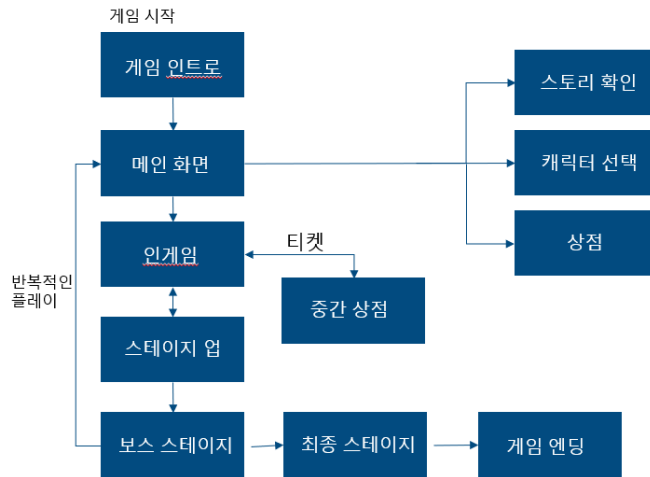 게임 시작
게임 인트로
스토리 확인
메인 화면
캐릭터 선택
상점
인게임
티켓
반복적인
플레이
중간 상점
스테이지 업
보스 스테이지
최종 스테이지
게임 엔딩